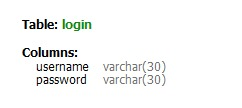 Table: login
Columns:
username varchar(30)
password varchar(30)